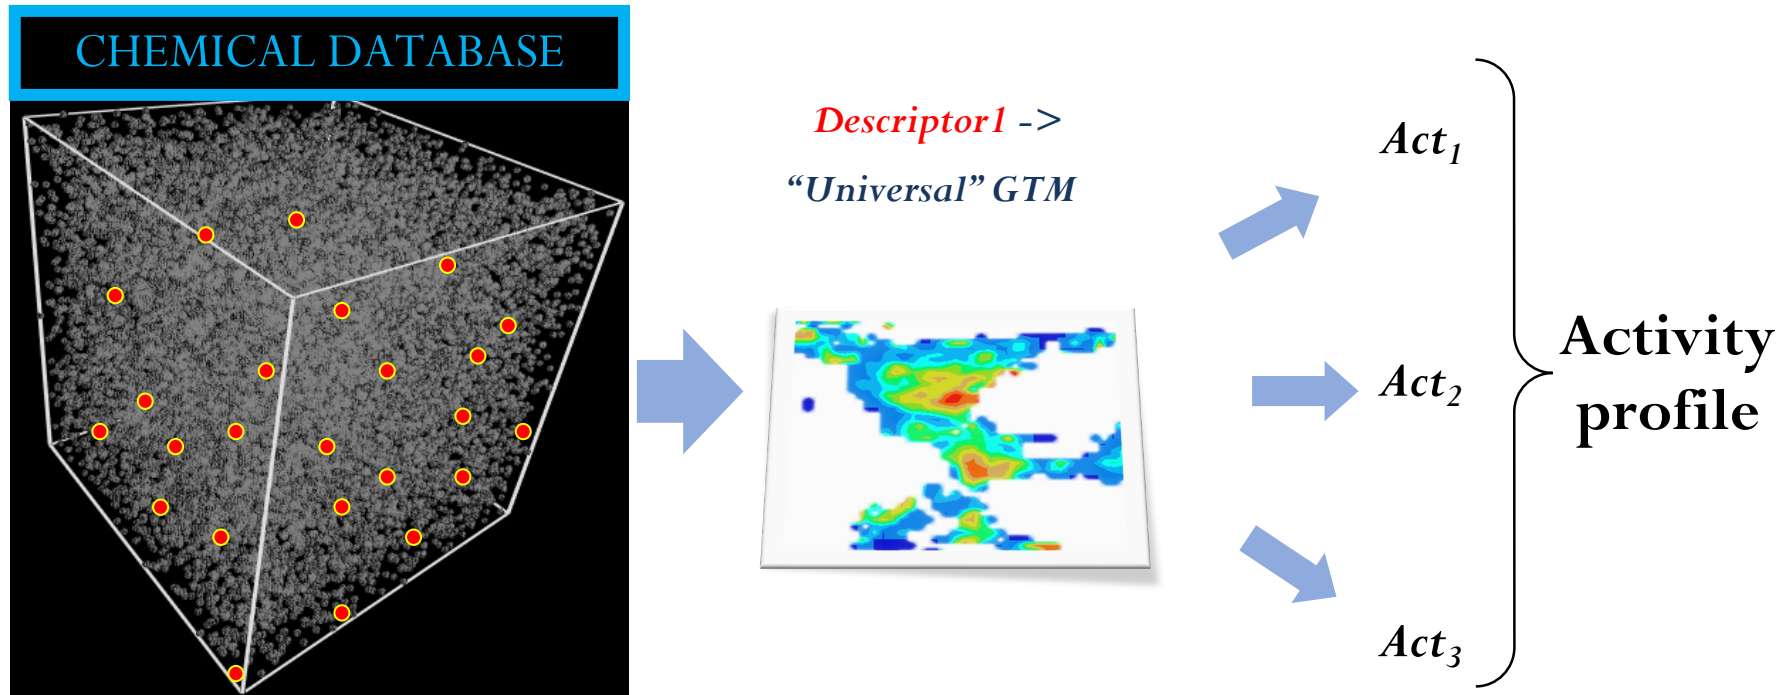 CHEMICAL DATABASE
Descriptor1 ->
“Universal” GTM
Act1
Act2
Act3
Activity
profile